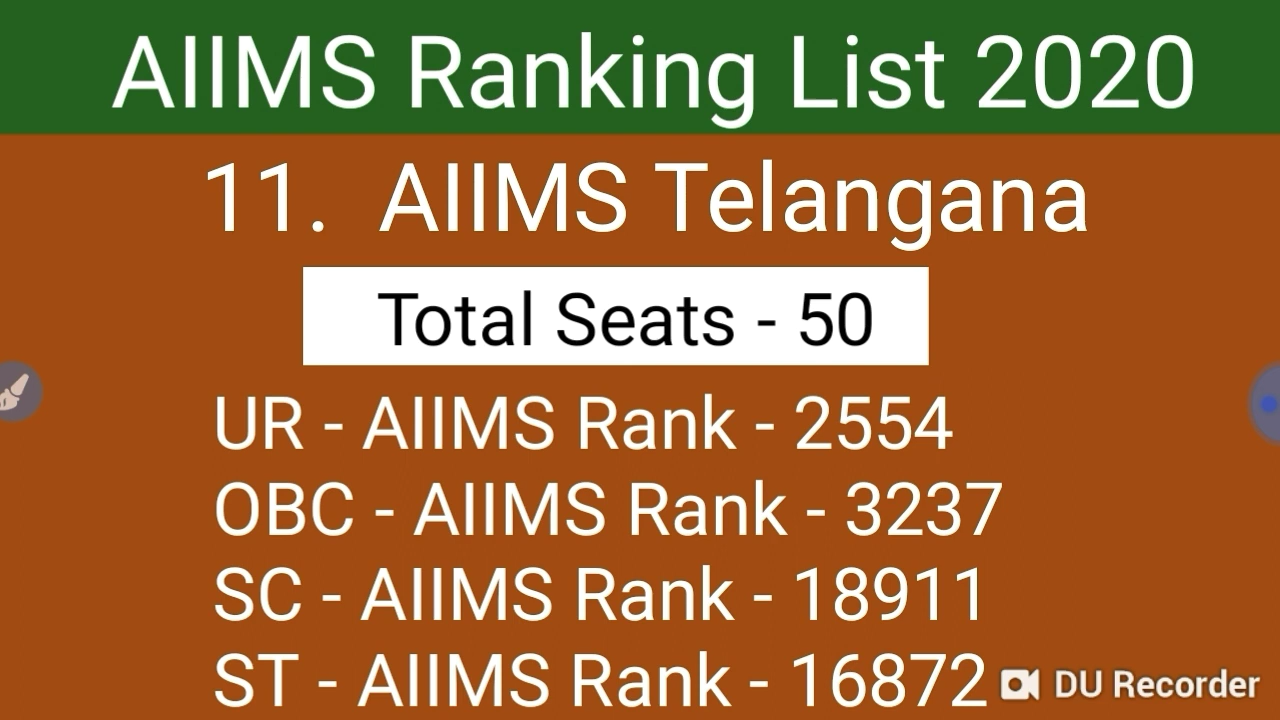 AIIMS Ranking List 2020
11. AIIMS Telangana
Total Seats - 50
UR - AIIMS Rank - 2554
OBC - AIIMS Rank - 3237
SC - AIIMS Rank - 18911
ST - AIIMS Rank - 16872
DU Recorder